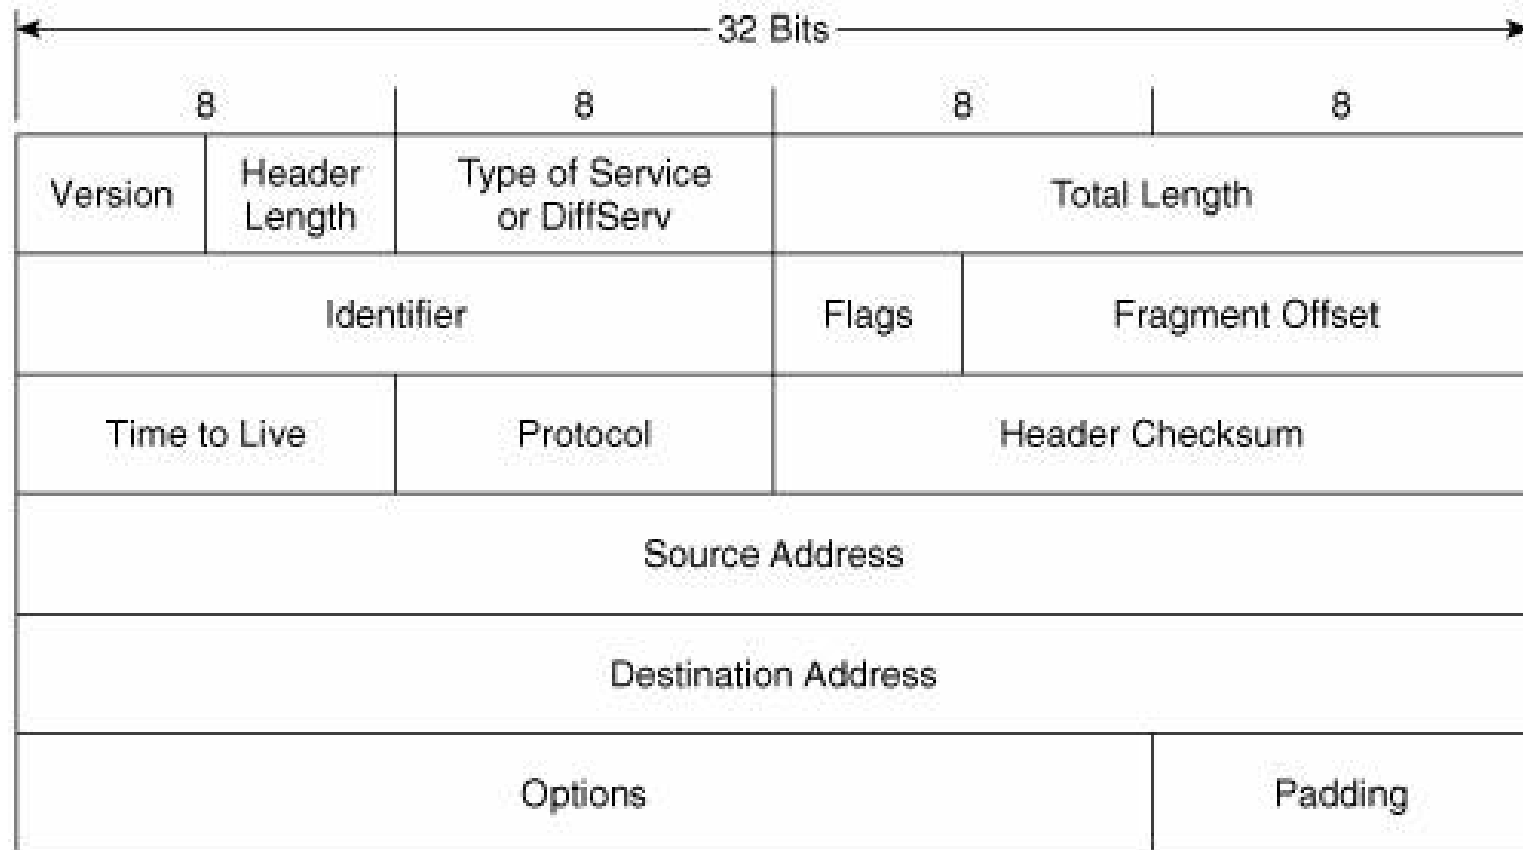 32 Bits
8 8 8 8
Version
Header
Length
Type of Service
or DiffServ
Total Length
Identifier
Flags
Fragment Offset
Time to Live
Protocol
Header Checksum
Source Address
Destination Address
Options
Padding